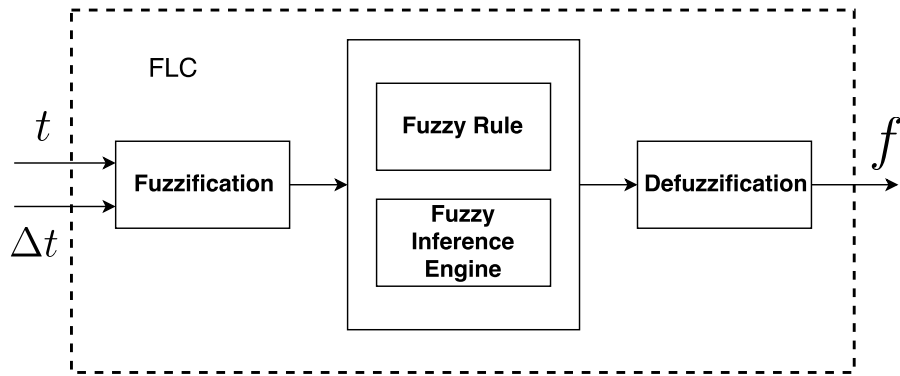 FLC
t
Δt
Fuzzification
Fuzzy Rule
Fuzzy
Inference
Engine
Defuzzification
f